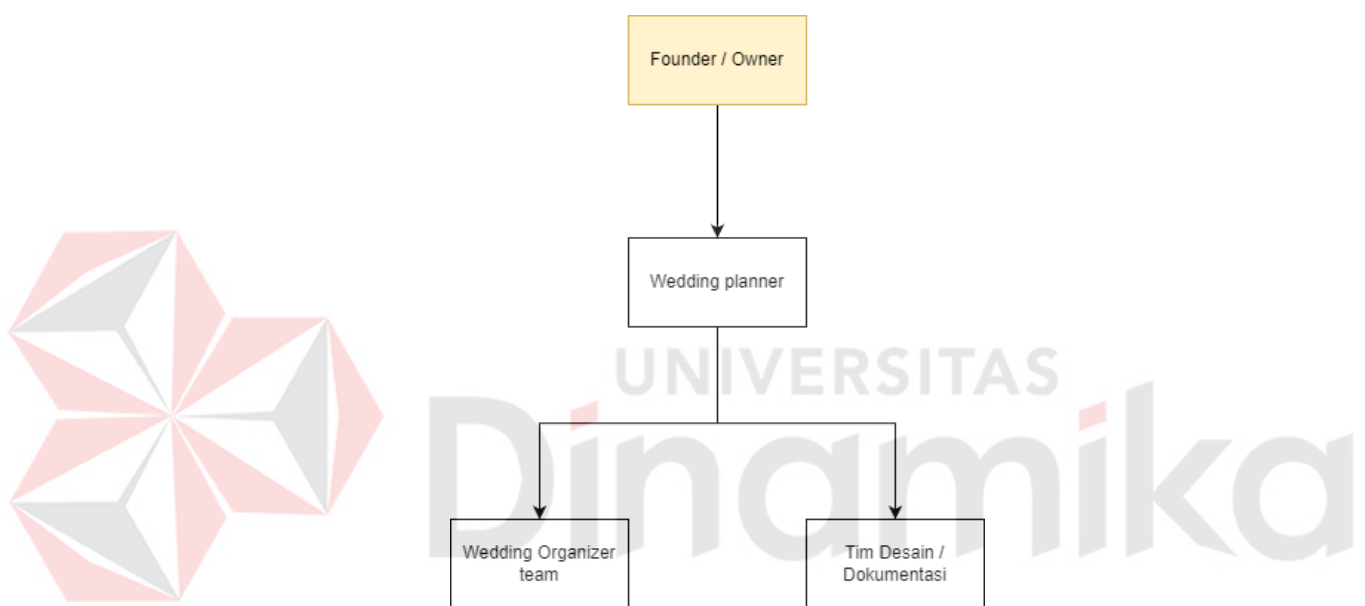 Founder / Owner
Wedding planner
UNIVERSITAS
Dinamika
Wedding Organizer
team
Tim Desain /
Dokumentasi